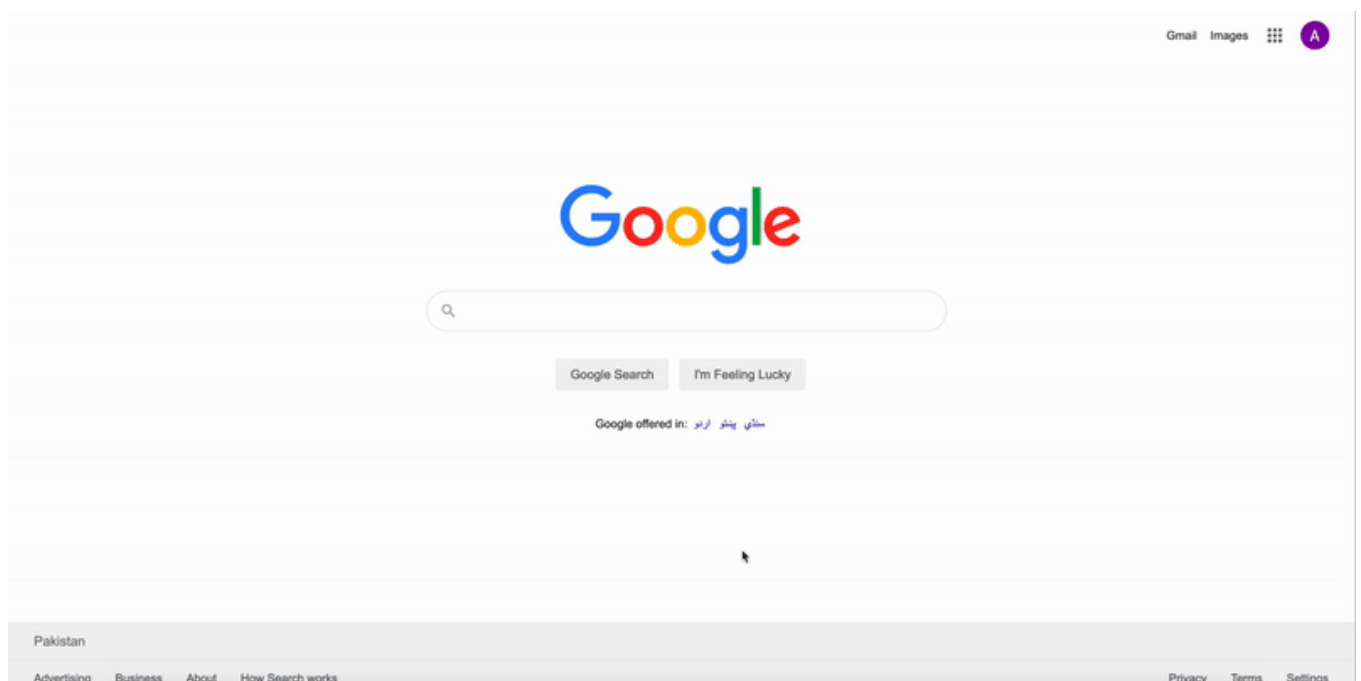 Gmail Images
A
Google
Google Search I'm Feeling Lucky
Google offered in: اردو پښتو سنڌي
Pakistan
Advertising Business About How Search works Privacy Terms Settings